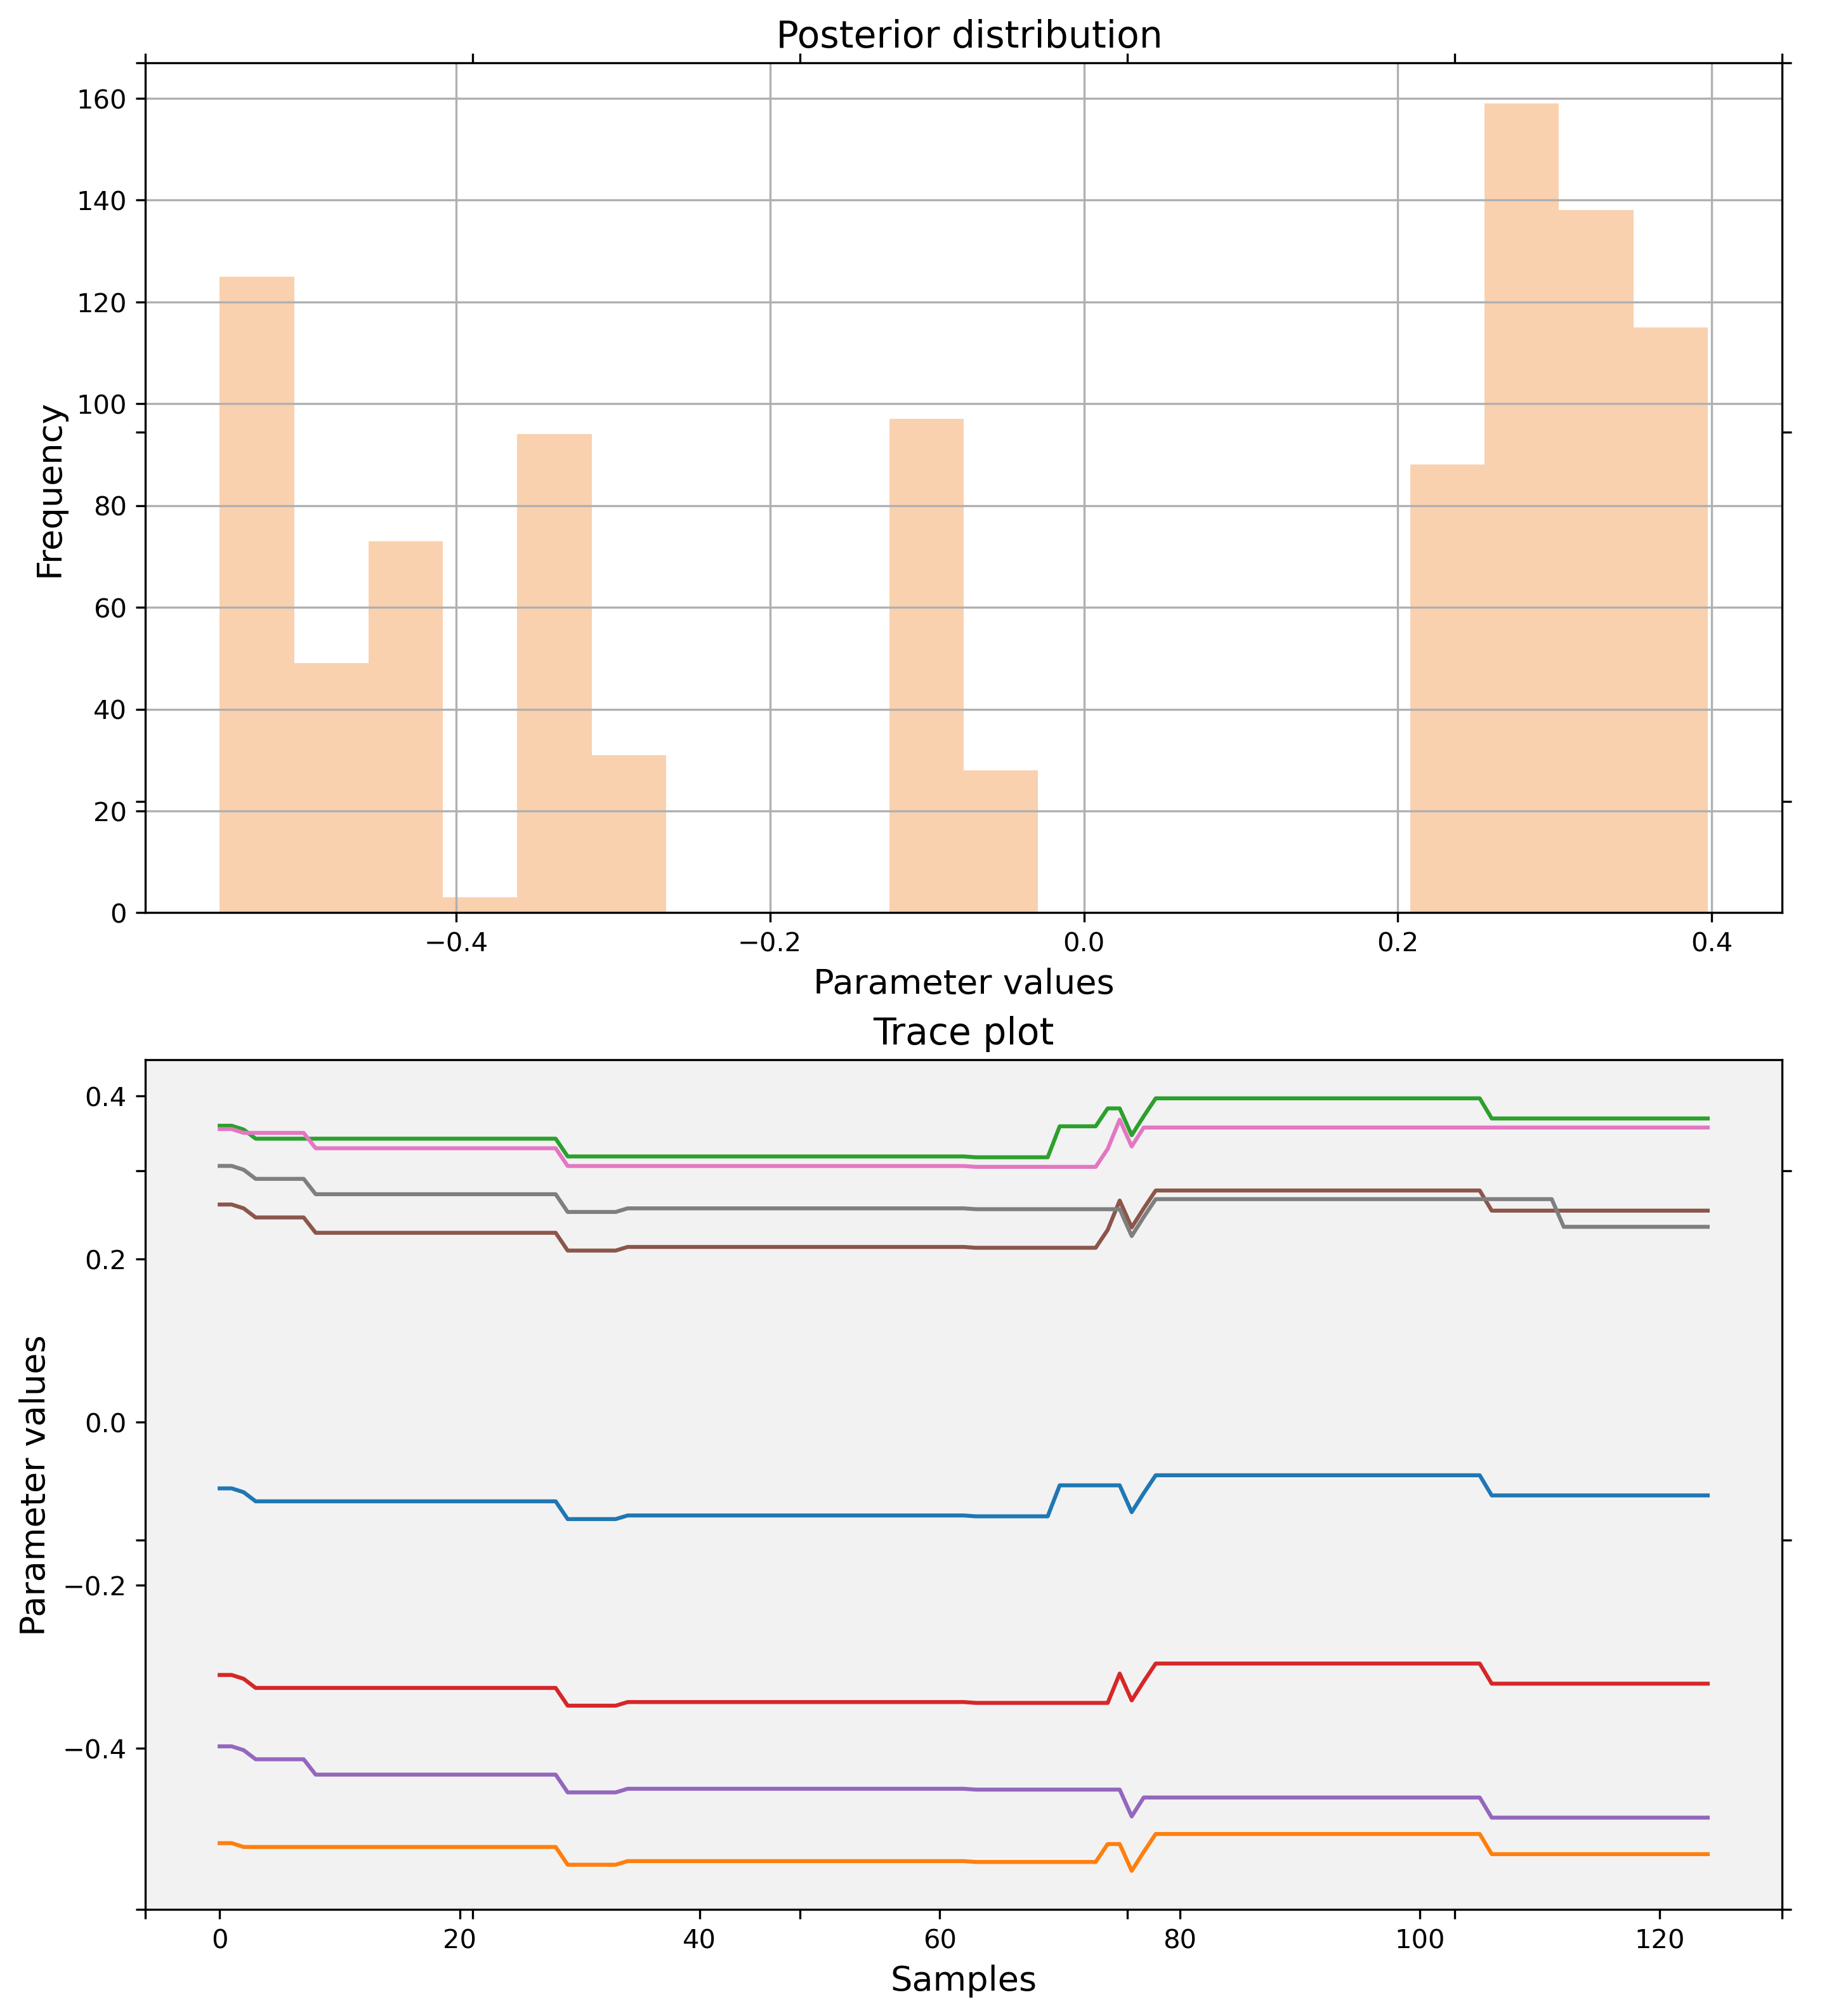 Posterior distribution
160
140
120
100
80
60
40
20
0
Frequency
−0.4 −0.2 0.0 0.2 0.4
Parameter values
Trace plot
0.4
0.2
0.0
−0.2
−0.4
Parameter values
0 20 40 60 80 100 120
Samples